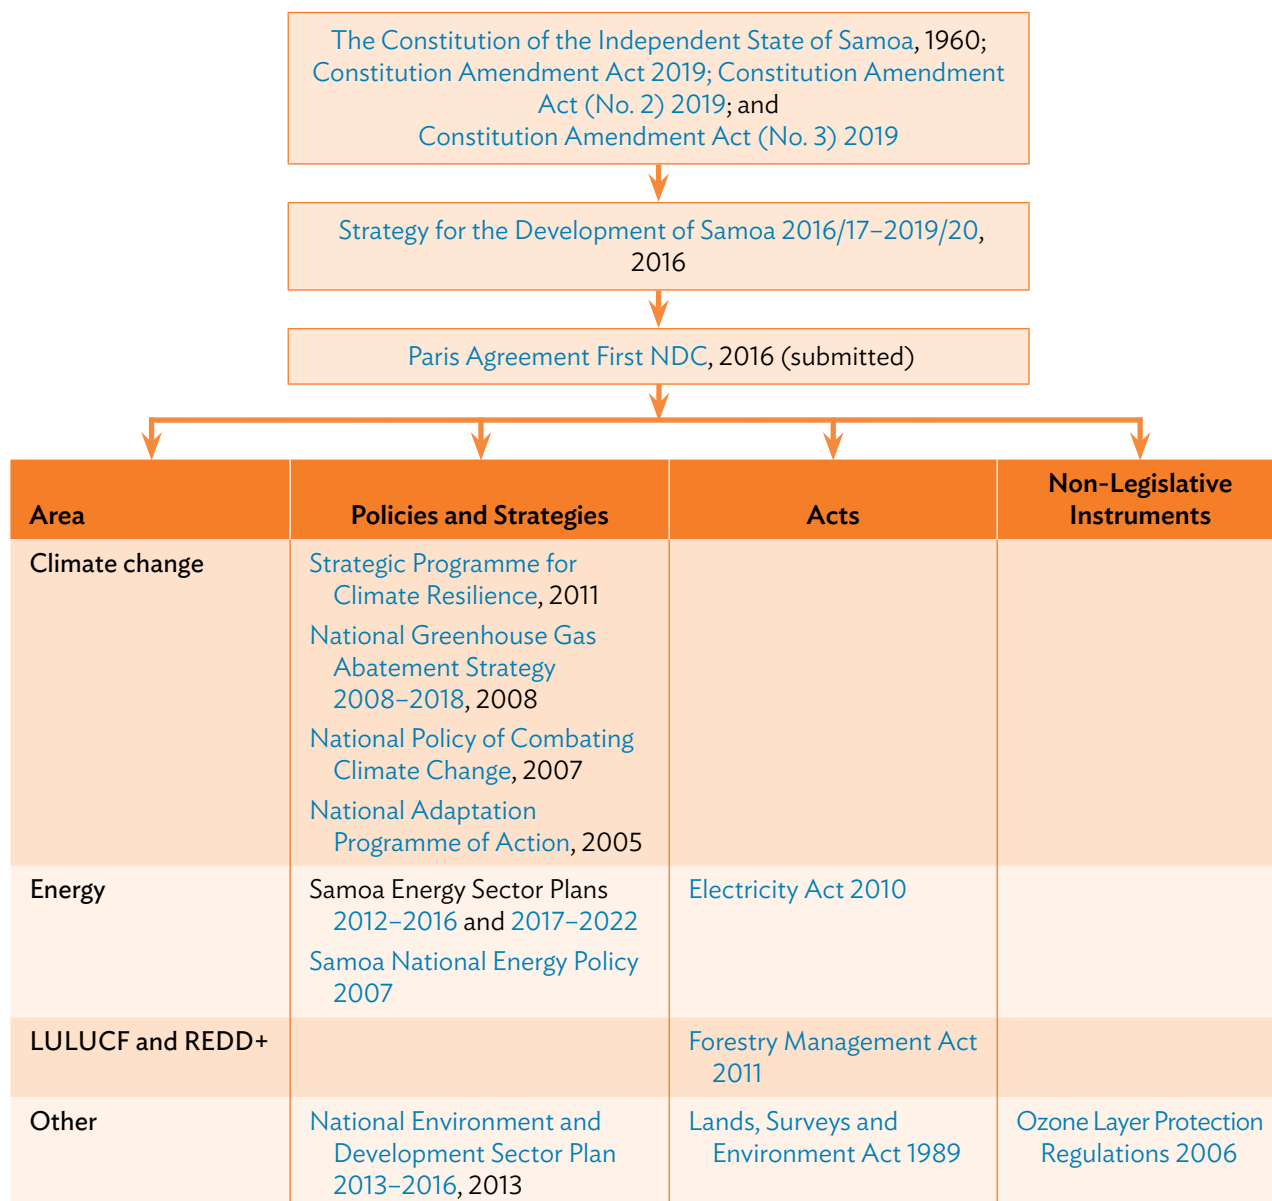 The Constitution of the Independent State of Samoa, 1960;
Constitution Amendment Act 2019; Constitution Amendment
Act (No. 2) 2019; and
Constitution Amendment Act (No. 3) 2019
Strategy for the Development of Samoa 2016/17–2019/20,
2016
Paris Agreement First NDC, 2016 (submitted)
Area
Policies and Strategies
Acts
Non-Legislative
Instruments
Climate change
Strategic Programme for
Climate Resilience, 2011
National Greenhouse Gas
Abatement Strategy
2008–2018, 2008
National Policy of Combating
Climate Change, 2007
National Adaptation
Programme of Action, 2005
Energy
Samoa Energy Sector Plans
2012–2016 and 2017–2022
Samoa National Energy Policy
2007
Electricity Act 2010
LULUCF and REDD+
Forestry Management Act
2011
Other
National Environment and
Development Sector Plan
2013–2016, 2013
Lands, Surveys and
Environment Act 1989
Ozone Layer Protection
Regulations 2006